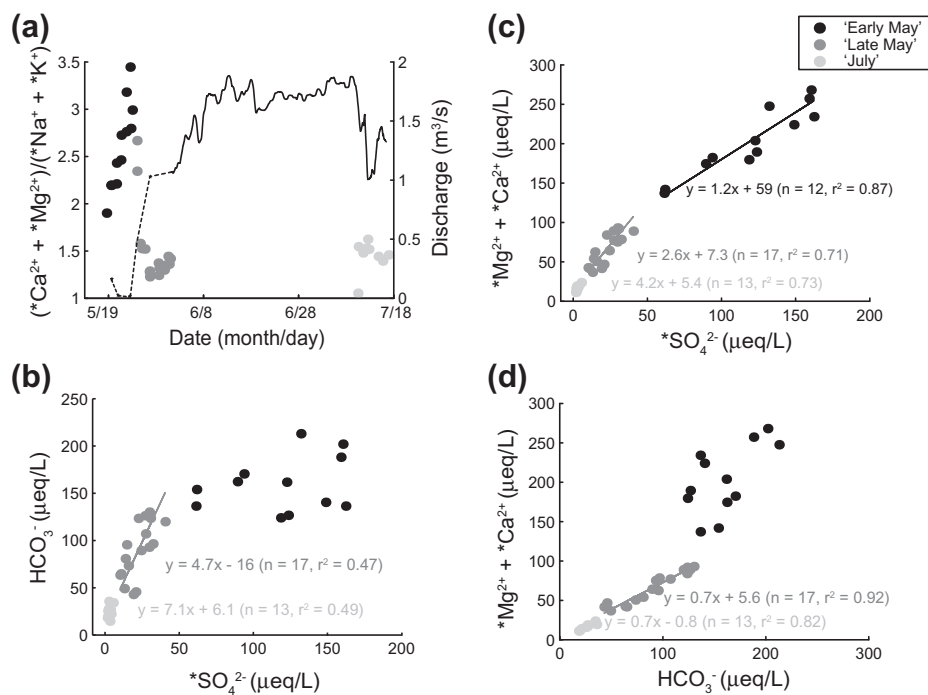 (a)
3.5
3
2.5
2
1.5
1
(*Ca²⁺ + *Mg²⁺)/(*Na⁺ + *K⁺)
2
1.5
1
0.5
0
Discharge (m³/s)
5/19 6/8 6/28 7/18
Date (month/day)
(c)
'Early May'
'Late May'
'July'
300
250
200
150
100
50
0
*Mg²⁺ + *Ca²⁺ (µeq/L)
y = 1.2x + 59 (n = 12, r² = 0.87)
y = 2.6x + 7.3 (n = 17, r² = 0.71)
y = 4.2x + 5.4 (n = 13, r² = 0.73)
0 50 100 150 200
*SO₄²⁻ (µeq/L)
(b)
250
200
150
100
50
0
HCO₃⁻ (µeq/L)
y = 4.7x - 16 (n = 17, r² = 0.47)
y = 7.1x + 6.1 (n = 13, r² = 0.49)
0 50 100 150 200
*SO₄²⁻ (µeq/L)
(d)
300
250
200
150
100
50
0
*Mg²⁺ + *Ca²⁺ (µeq/L)
y = 0.7x + 5.6 (n = 17, r² = 0.92)
y = 0.7x - 0.8 (n = 13, r² = 0.82)
0 100 200 300
HCO₃⁻ (µeq/L)